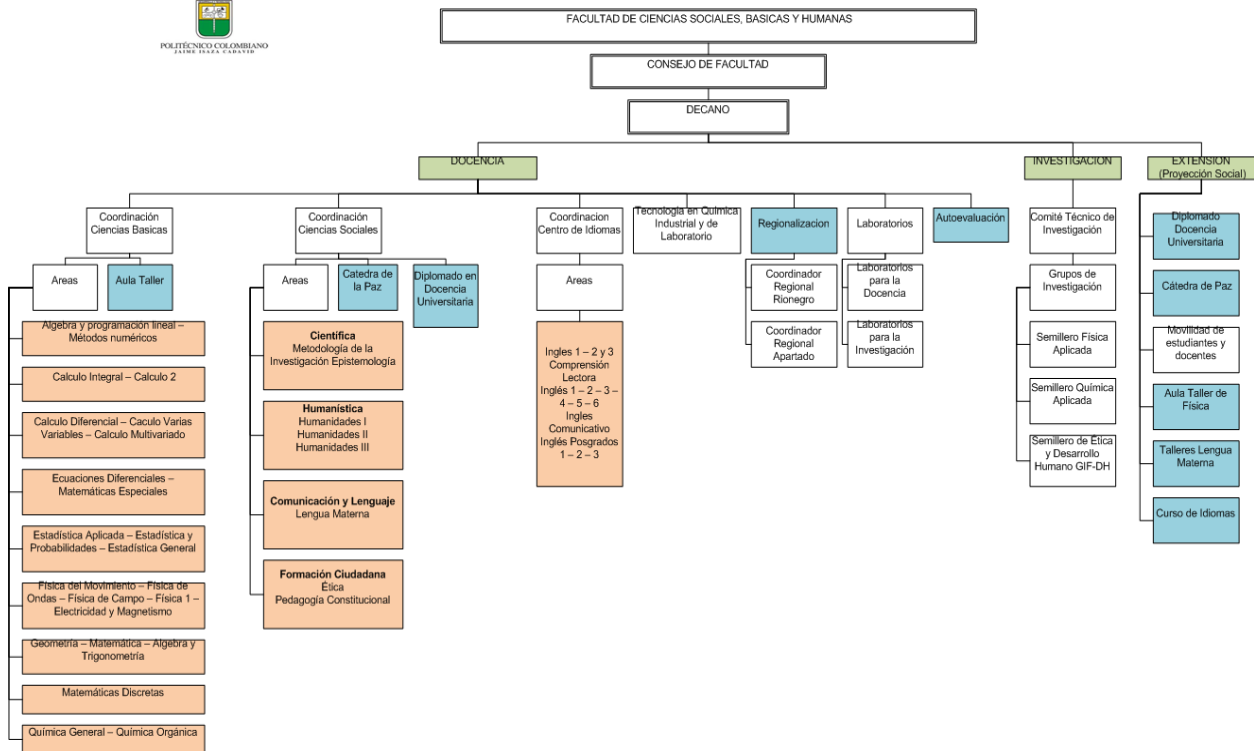 POLITÉCNICO COLOMBIANO
JAIME ISAZA CADAVID
FACULTAD DE CIENCIAS SOCIALES, BASICAS Y HUMANAS
CONSEJO DE FACULTAD
DECANO
DOCENCIA
INVESTIGACION
EXTENSION
(Proyección Social)
Coordinación
Ciencias Basicas
Areas
Aula Taller
Algebra y programación lineal –
Métodos numéricos
Calculo Integral – Calculo 2
Calculo Diferencial – Caculo Varias
Variables – Calculo Multivariado
Ecuaciones Diferenciales –
Matemáticas Especiales
Estadística Aplicada – Estadística y
Probabilidades – Estadística General
Física del Movimiento – Física de
Ondas – Física de Campo – Física 1 –
Electricidad y Magnetismo
Geometría – Matemática – Algebra y
Trigonometría
Matemáticas Discretas
Química General – Química Orgánica
Coordinación
Ciencias Sociales
Areas
Catedra de
la Paz
Diplomado en
Docencia
Universitaria
Científica
Metodología de la
Investigación Epistemología
Humanística
Humanidades I
Humanidades II
Humanidades III
Comunicación y Lenguaje
Lengua Materna
Formación Ciudadana
Ética
Pedagogía Constitucional
Coordinacion
Centro de Idiomas
Areas
Ingles 1 – 2 y 3
Comprensión
Lectora
Inglés 1 – 2 – 3 –
4 – 5 – 6
Ingles
Comunicativo
Inglés Posgrados
1 – 2 – 3
Tecnología en Química
Industrial y de
Laboratorio
Regionalizacion
Coordinador
Regional
Rionegro
Coordinador
Regional
Apartado
Laboratorios
Laboratorios
para la
Docencia
Laboratorios
para la
Investigación
Autoevaluación
Comité Técnico de
Investigación
Grupos de
Investigación
Semillero Física
Aplicada
Semillero Química
Aplicada
Semillero de Ética
y Desarrollo
Humano GIF-DH
Diplomado
Docencia
Universitaria
Cátedra de Paz
Movilidad de
estudiantes y
docentes
Aula Taller de
Física
Talleres Lengua
Materna
Curso de Idiomas